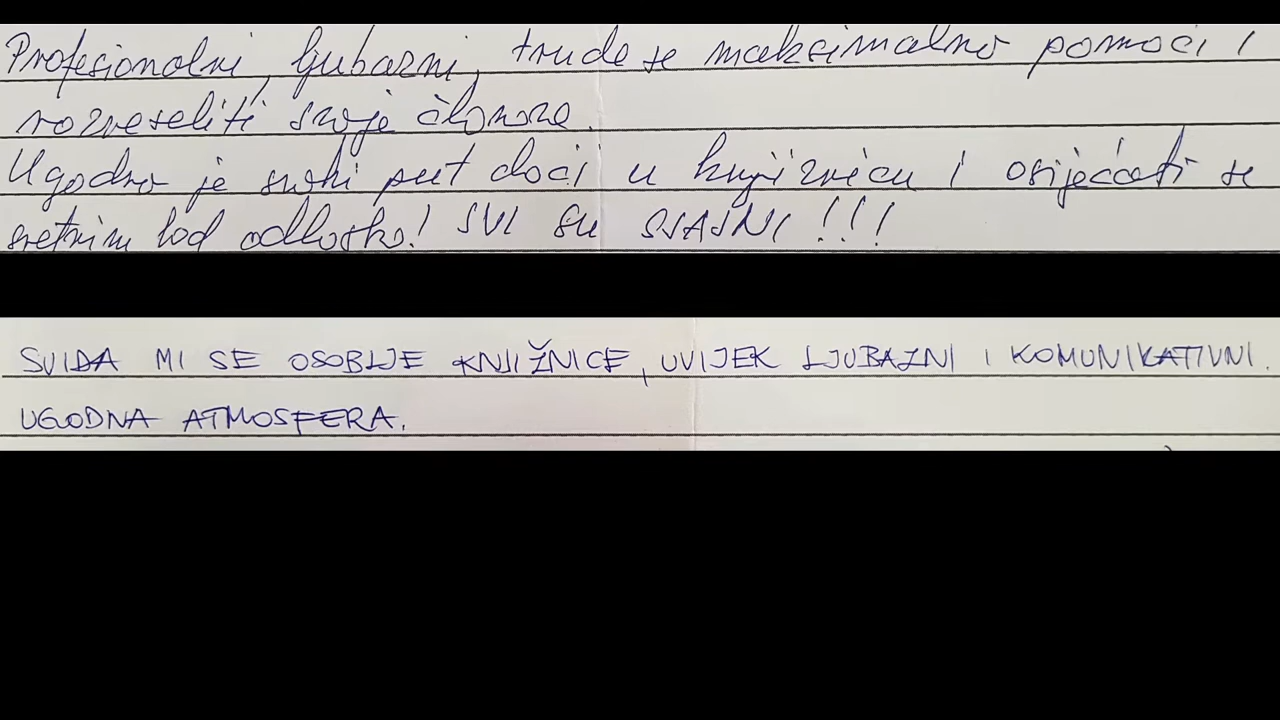 Profesionalni, ljubazni, trude se maksimalno pomoći i
razveseliti svoje članove.
Ugodno je svaki put doći u knjižnicu i osjećati se
sretnim kod odlaska! SVI SU SJAJNI!!!
SVIĐA MI SE OSOBLJE KNJIŽNICE, UVIJEK LJUBAZNI I KOMUNIKATIVNI.
UGODNA ATMOSFERA.